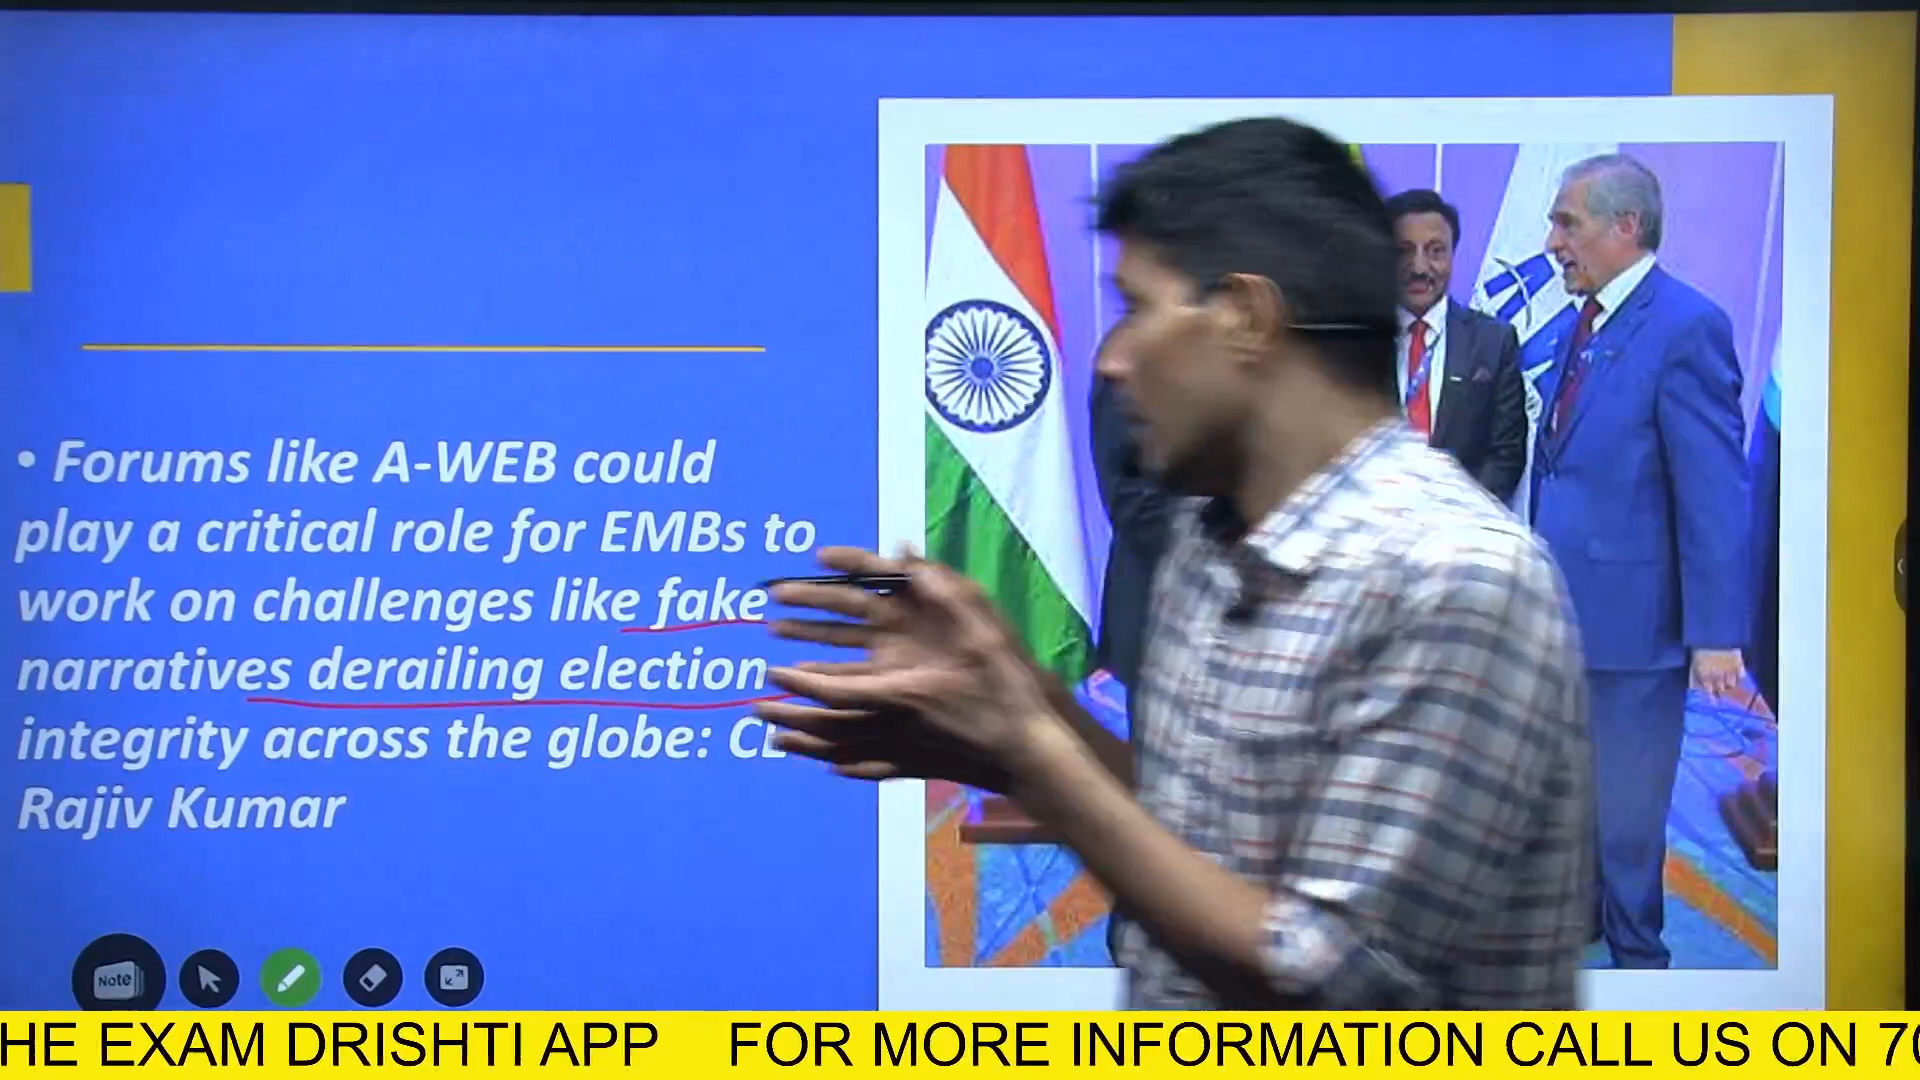 • Forums like A-WEB could
play a critical role for EMBs to
work on challenges like fake
narratives derailing election
integrity across the globe:
Rajiv Kumar
Note
HE EXAM DRISHTI APP FOR MORE INFORMATION CALL US ON 70